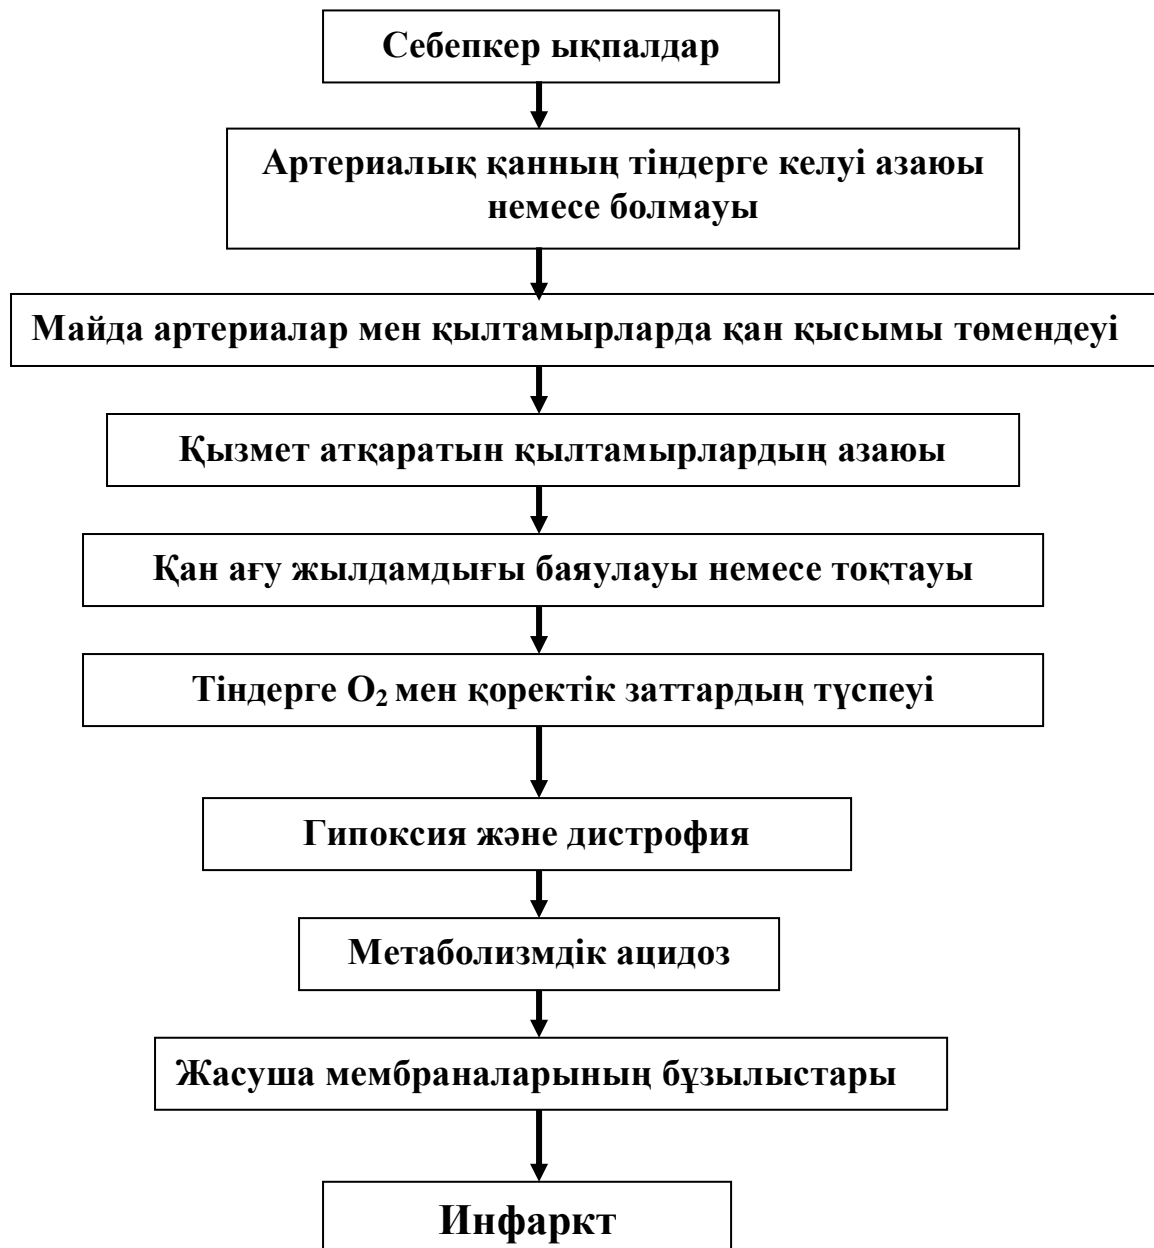 Себепкер ықпалдар
Артериалық қанның тіндерге келуі азаюы
немесе болмауы
Майда артериалар мен қылтамырларда қан қысымы төмендеуі
Қызмет атқаратын қылтамырлардың азаюы
Қан ағу жылдамдығы баяулауы немесе тоқтауы
Тіндерге О₂ мен қоректік заттардың түспеуі
Гипоксия және дистрофия
Метаболизмдік ацидоз
Жасуша мембраналарының бұзылыстары
Инфаркт